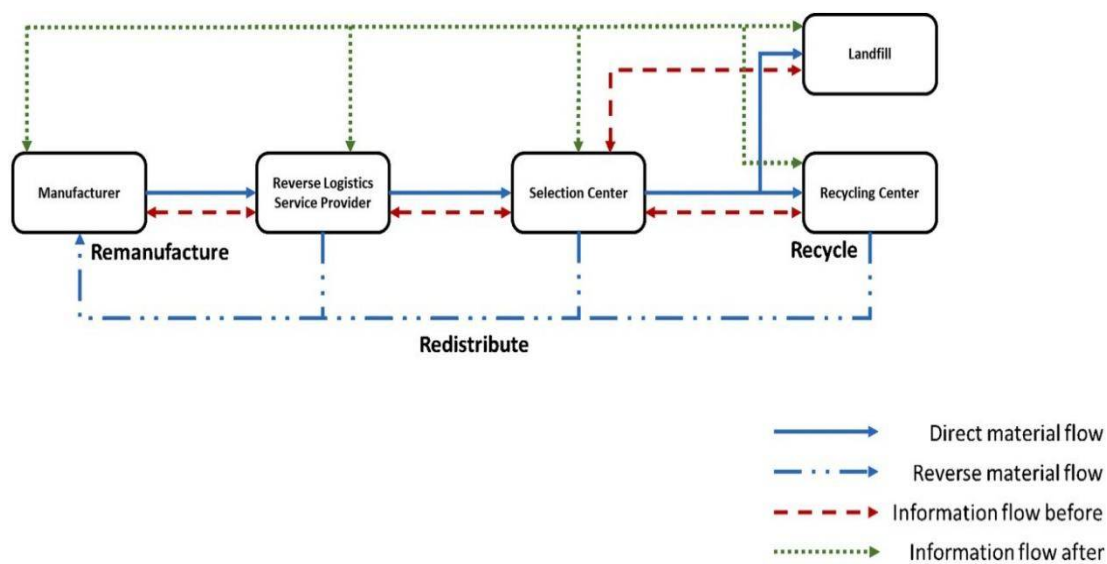 Landfill
Manufacturer
Reverse Logistics
Service Provider
Selection Center
Recycling Center
Remanufacture
Recycle
Redistribute
Direct material flow
Reverse material flow
Information flow before
Information flow after